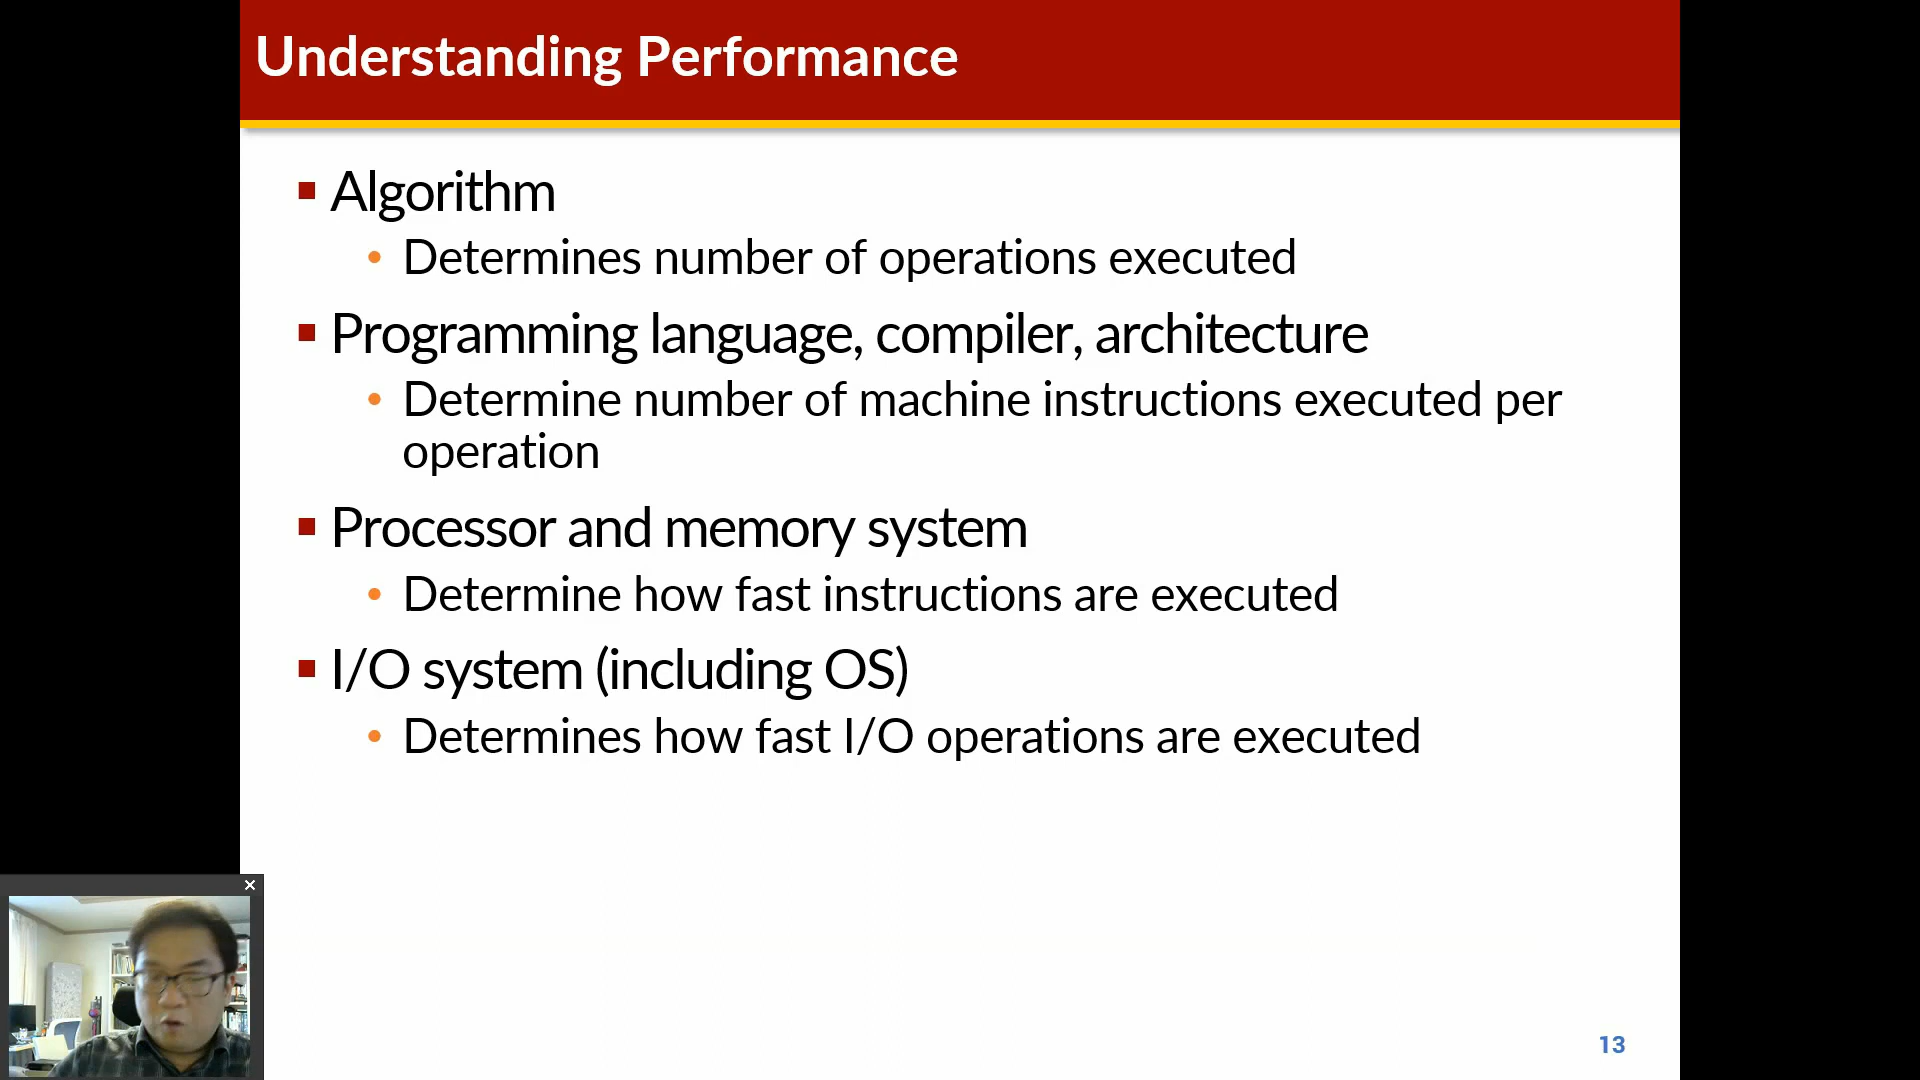 Understanding Performance
Algorithm
Determines number of operations executed
Programming language, compiler, architecture
Determine number of machine instructions executed per
operation
Processor and memory system
Determine how fast instructions are executed
I/O system (including OS)
Determines how fast I/O operations are executed
13